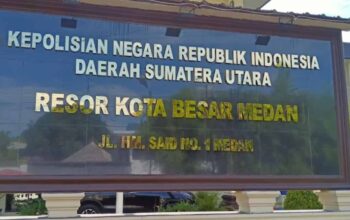 KEPOLISIAN NEGARA REPUBLIK INDONESIA
DAERAH SUMATERA UTARA
RESOR KOTA BESAR MEDAN
JL. HM. SAID NO. 1 MEDAN